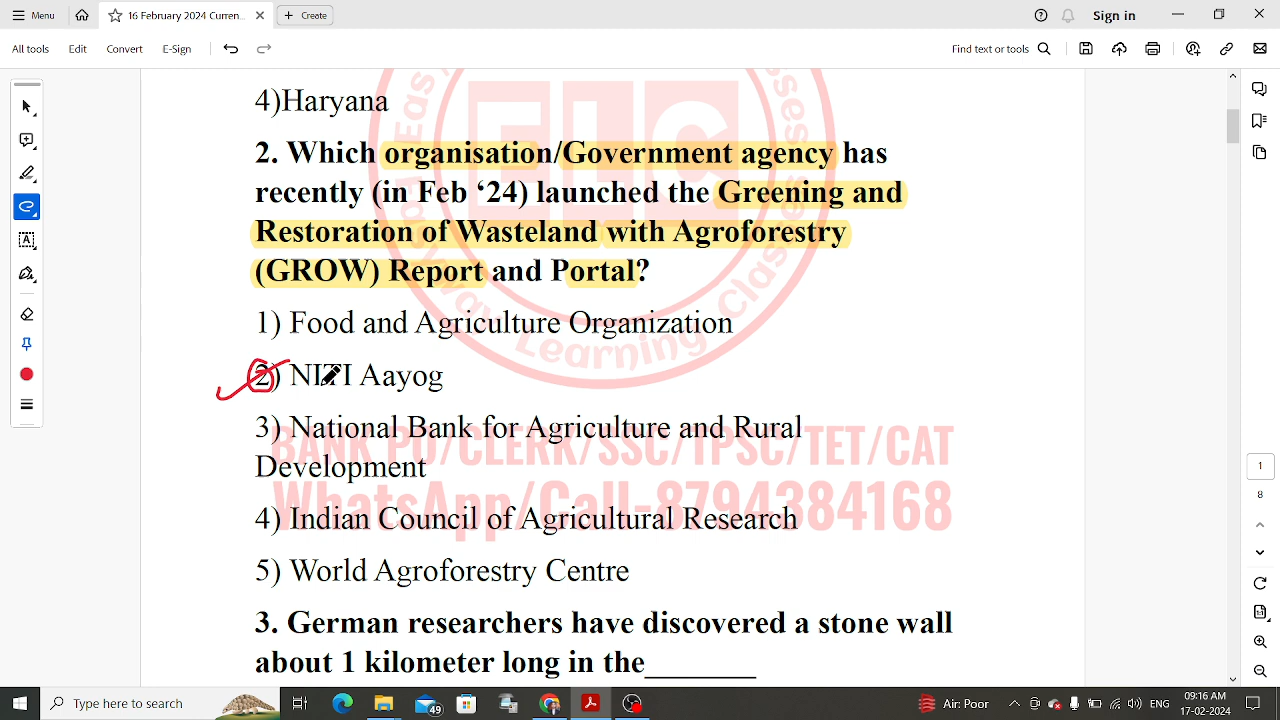 Menu
16 February 2024 Curren...
Create
Sign in
All tools
Edit
Convert
E-Sign
Find text or tools
4)Haryana
2. Which organisation/Government agency has
recently (in Feb ‘24) launched the Greening and
Restoration of Wasteland with Agroforestry
(GROW) Report and Portal?
1) Food and Agriculture Organization
2) NITI Aayog
3) National Bank for Agriculture and Rural
Development
4) Indian Council of Agricultural Research
5) World Agroforestry Centre
3. German researchers have discovered a stone wall
about 1 kilometer long in the________
EIC
Learning Classes
BANK PO/CLERK/SSC/TPSC/TET/CAT
WhatsApp/Call-8794384168
1
8
Type here to search
49
Air: Poor
ENG
09:16 AM
17-02-2024